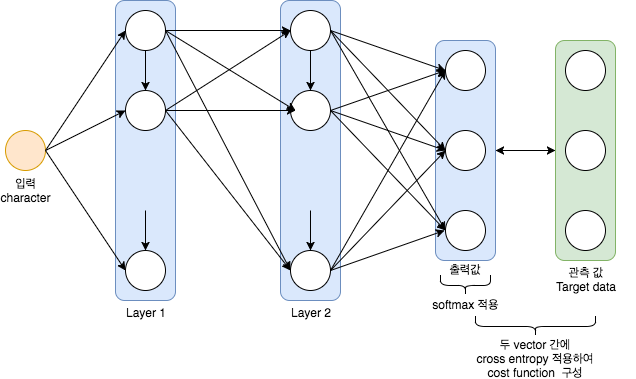 입력
character
Layer 1
Layer 2
출력값
softmax 적용
관측 값
Target data
두 vector 간에
cross entropy 적용하여
cost function 구성